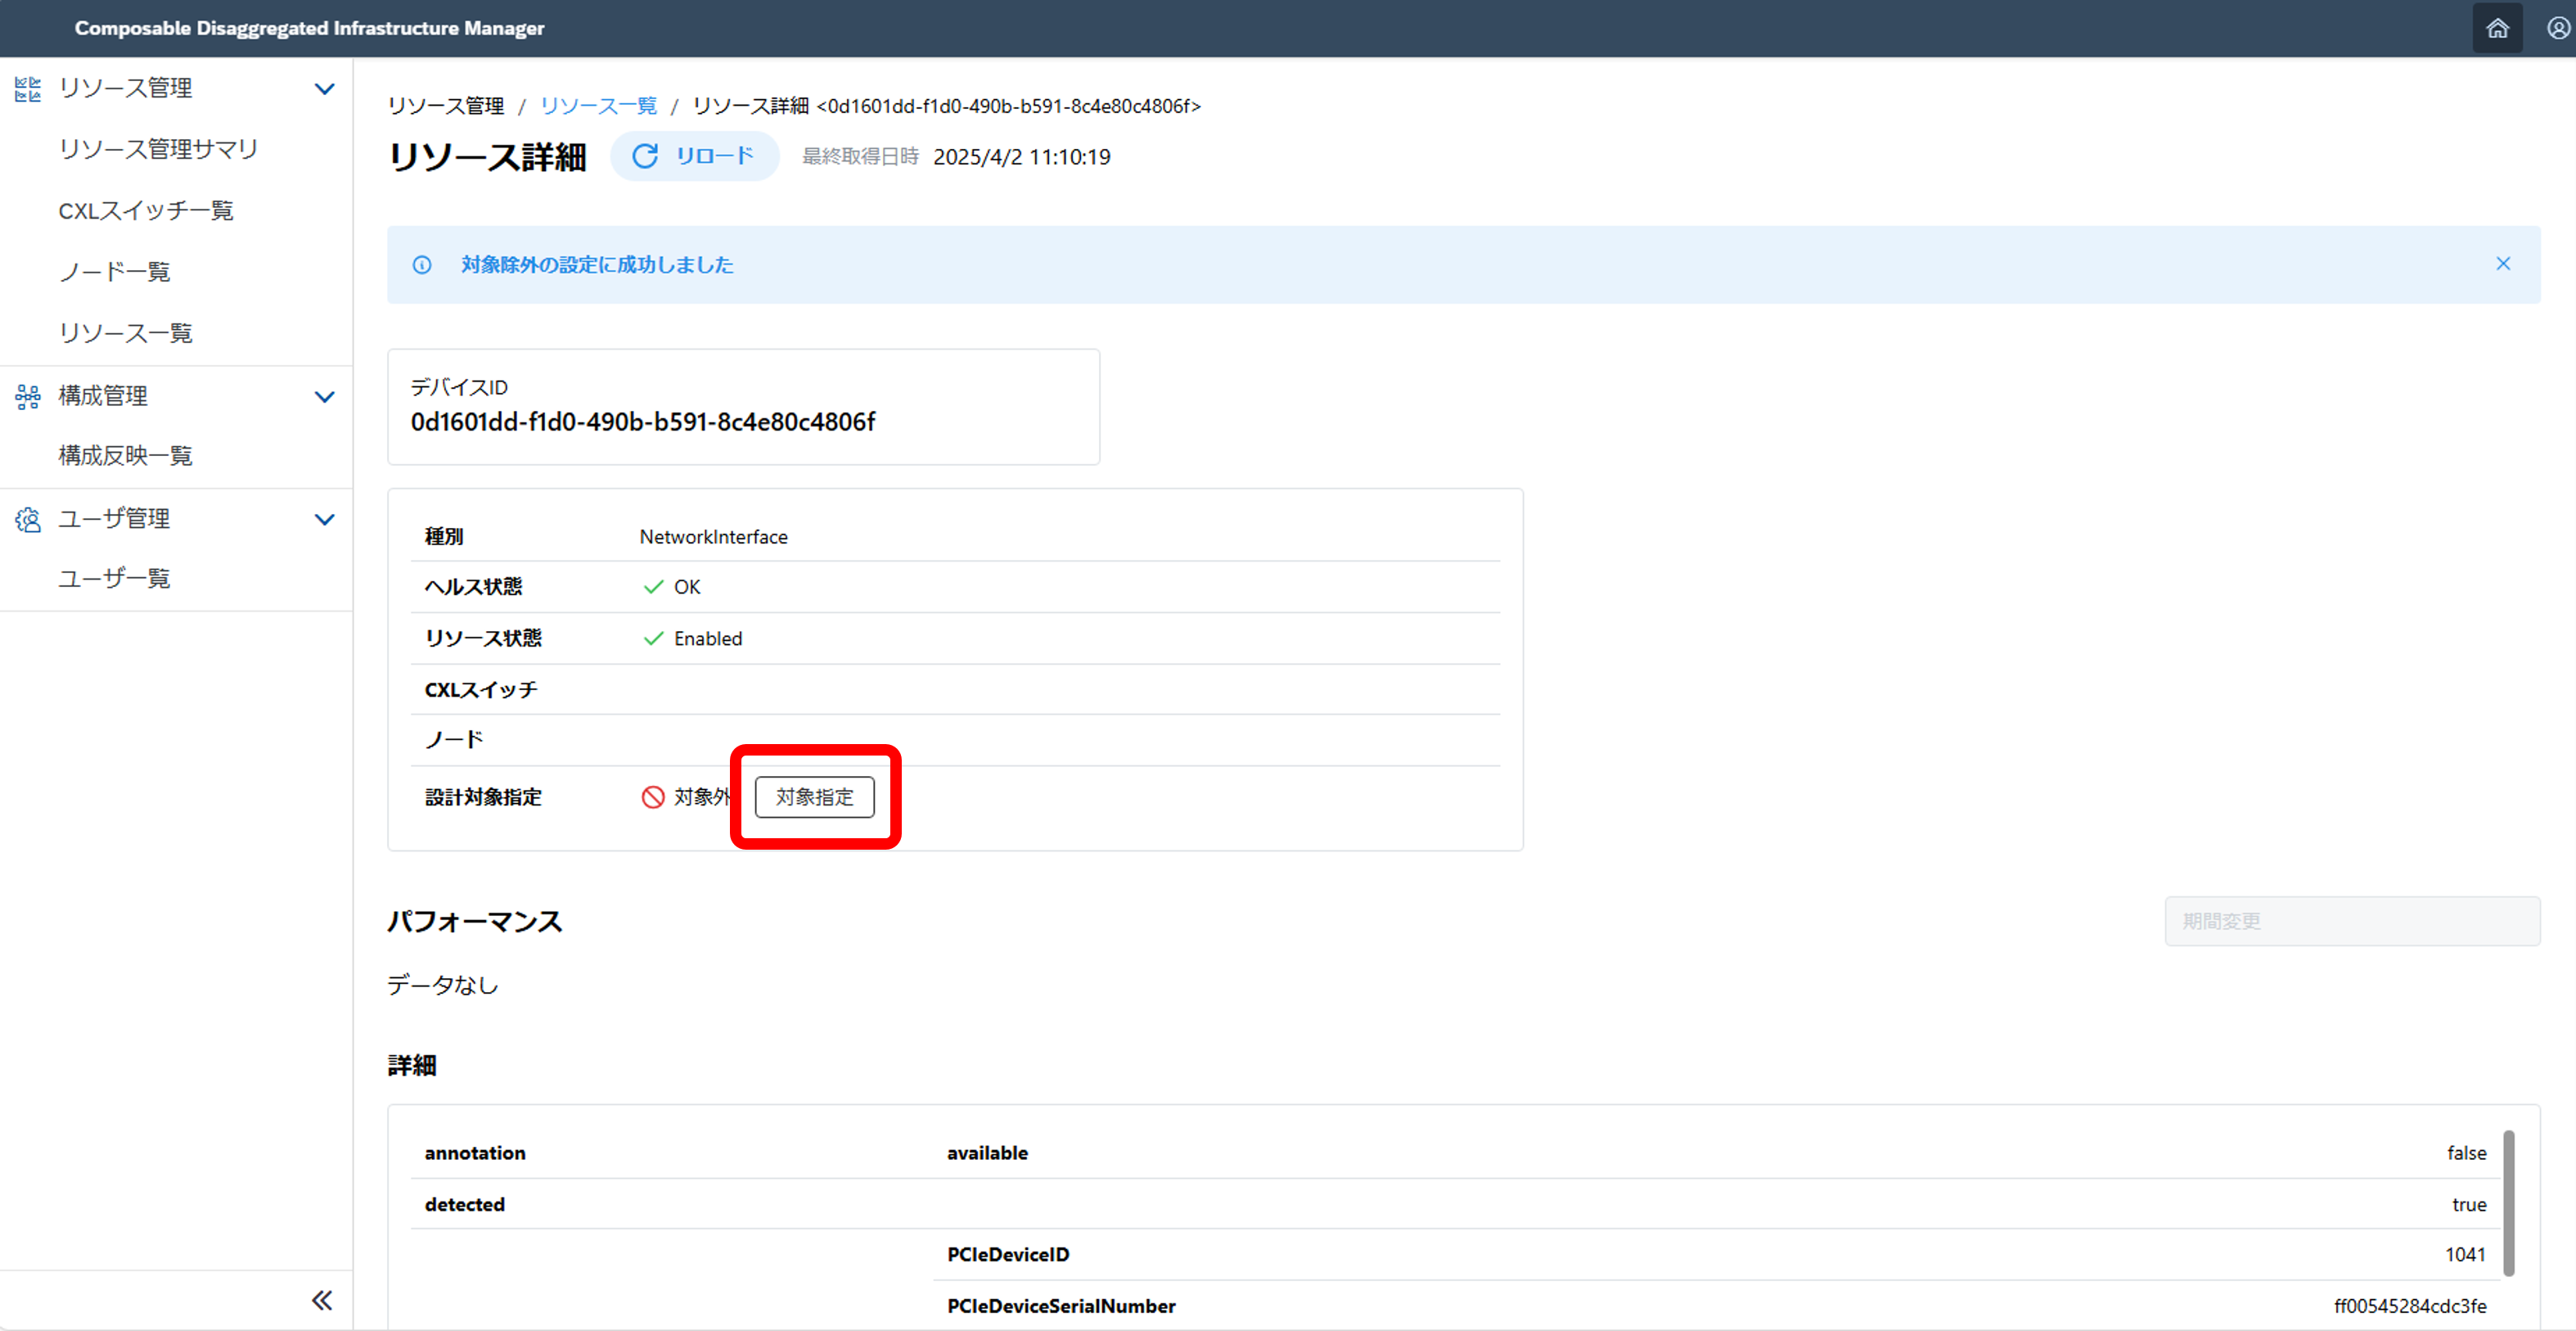 Composable Disaggregated Infrastructure Manager
リソース管理
リソース管理サマリ
CXLスイッチ一覧
ノード一覧
リソース一覧
構成管理
構成反映一覧
ユーザ管理
ユーザ一覧
リソース管理 / リソース一覧 / リソース詳細 <0d1601dd-f1d0-490b-b591-8c4e80c4806f>
リソース詳細 リロード 最終取得日時 2025/4/2 11:10:19
対象除外の設定に成功しました
デバイスID
0d1601dd-f1d0-490b-b591-8c4e80c4806f
種別 NetworkInterface
ヘルス状態 OK
リソース状態 Enabled
CXLスイッチ
ノード
設計対象指定 対象外 対象指定
パフォーマンス 期間変更
データなし
詳細
annotation available false
detected true
PCIeDeviceID 1041
PCIeDeviceSerialNumber ff00545284cdc3fe